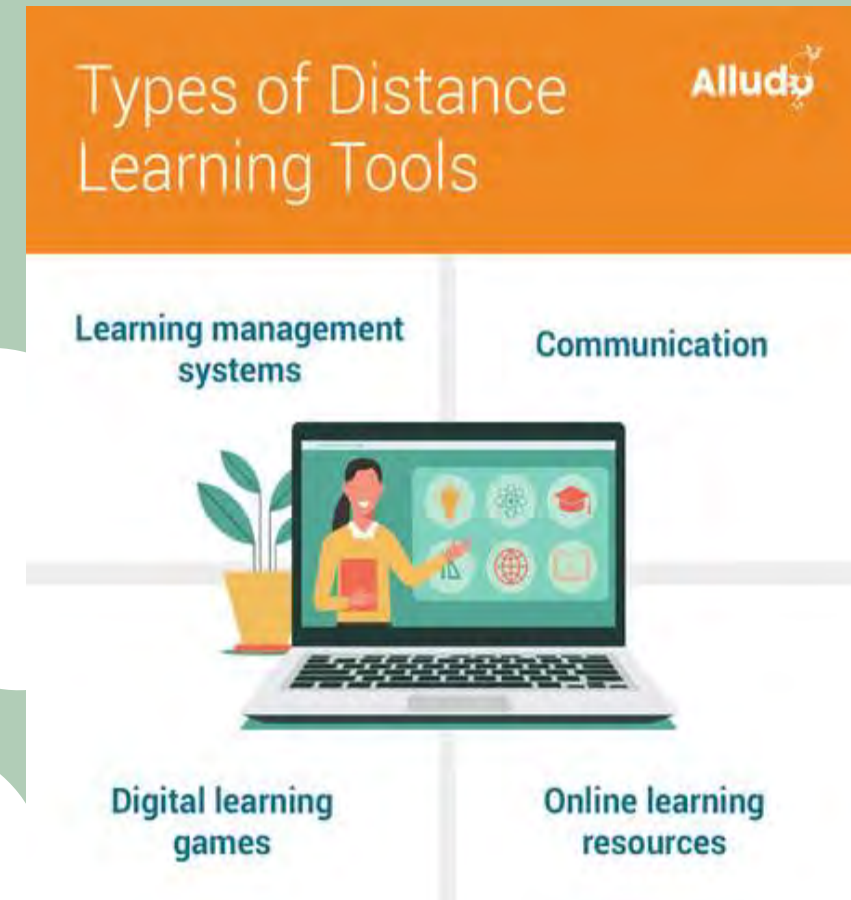 Types of Distance
Learning Tools
Alludo
Learning management
systems
Communication
Digital learning
games
Online learning
resources